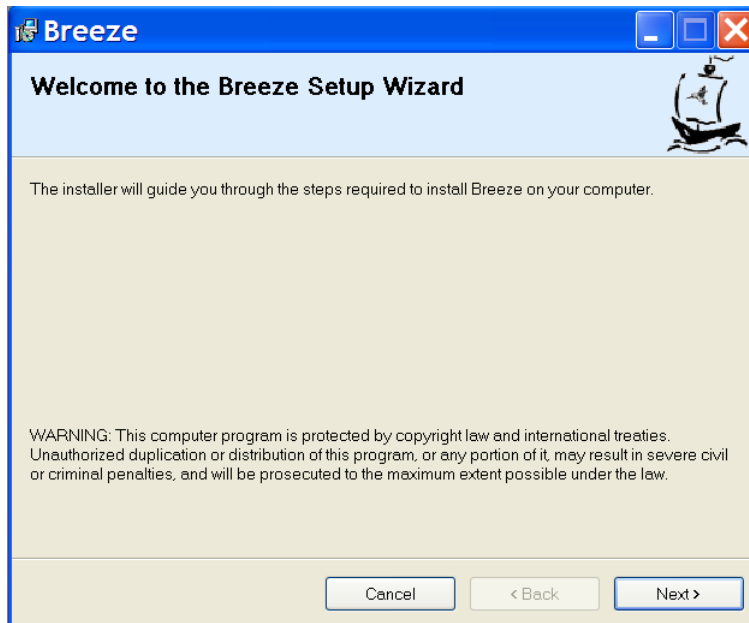 Breeze
Welcome to the Breeze Setup Wizard
The installer will guide you through the steps required to install Breeze on your computer.
WARNING: This computer program is protected by copyright law and international treaties.
Unauthorized duplication or distribution of this program, or any portion of it, may result in severe civil
or criminal penalties, and will be prosecuted to the maximum extent possible under the law.
Cancel
< Back
Next >